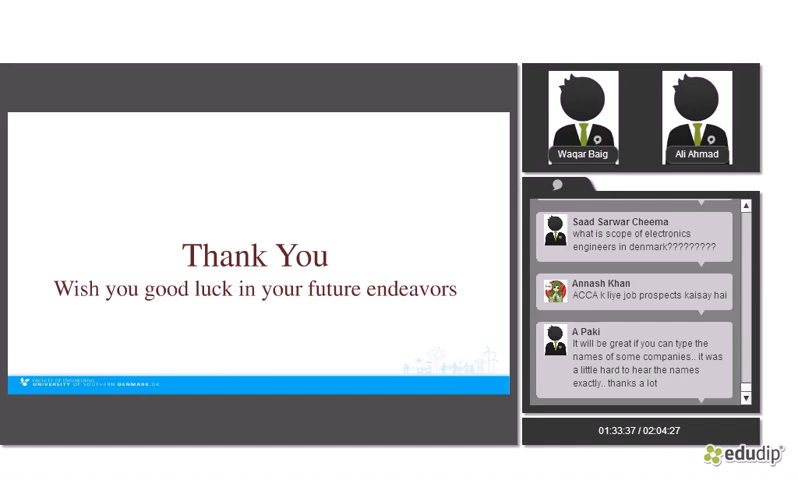 Thank You
Wish you good luck in your future endeavors
FACULTY OF ENGINEERING
UNIVERSITY OF SOUTHERN DENMARK.DK
Waqar Baig
Ali Ahmad
Saad Sarwar Cheema
what is scope of electronics
engineers in denmark?????????
Annash Khan
ACCA k liye job prospects kaisay hai
A Paki
It will be great if you can type the
names of some companies.. it was
a little hard to hear the names
exactly.. thanks a lot
01:33:37 / 02:04:27
edudip